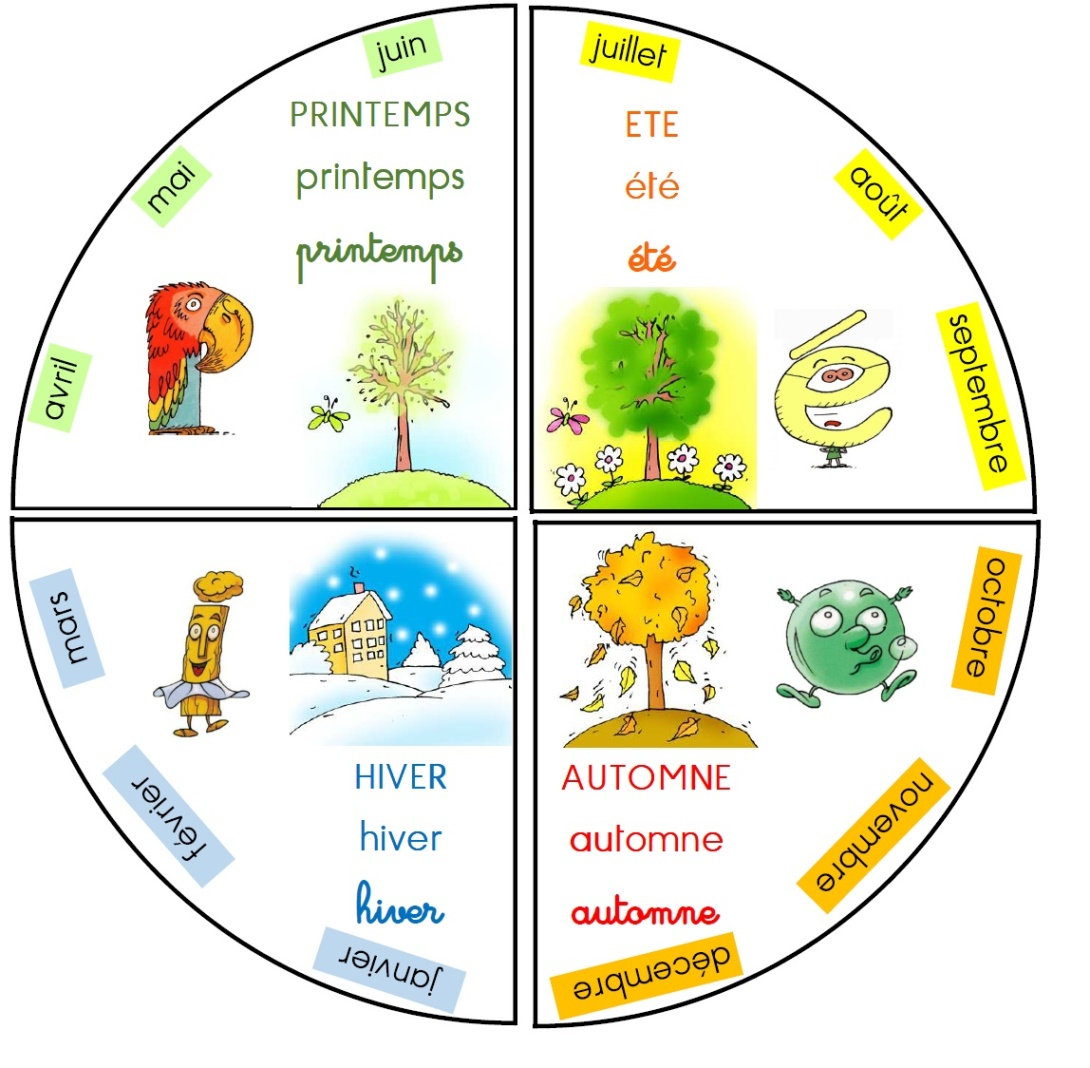 juin
PRINTEMPS
printemps
printemps
mai
avril
juillet
ETE
été
été
août
septembre
mars
février
janvier
HIVER
hiver
hiver
octobre
novembre
décembre
AUTOMNE
automne
automne